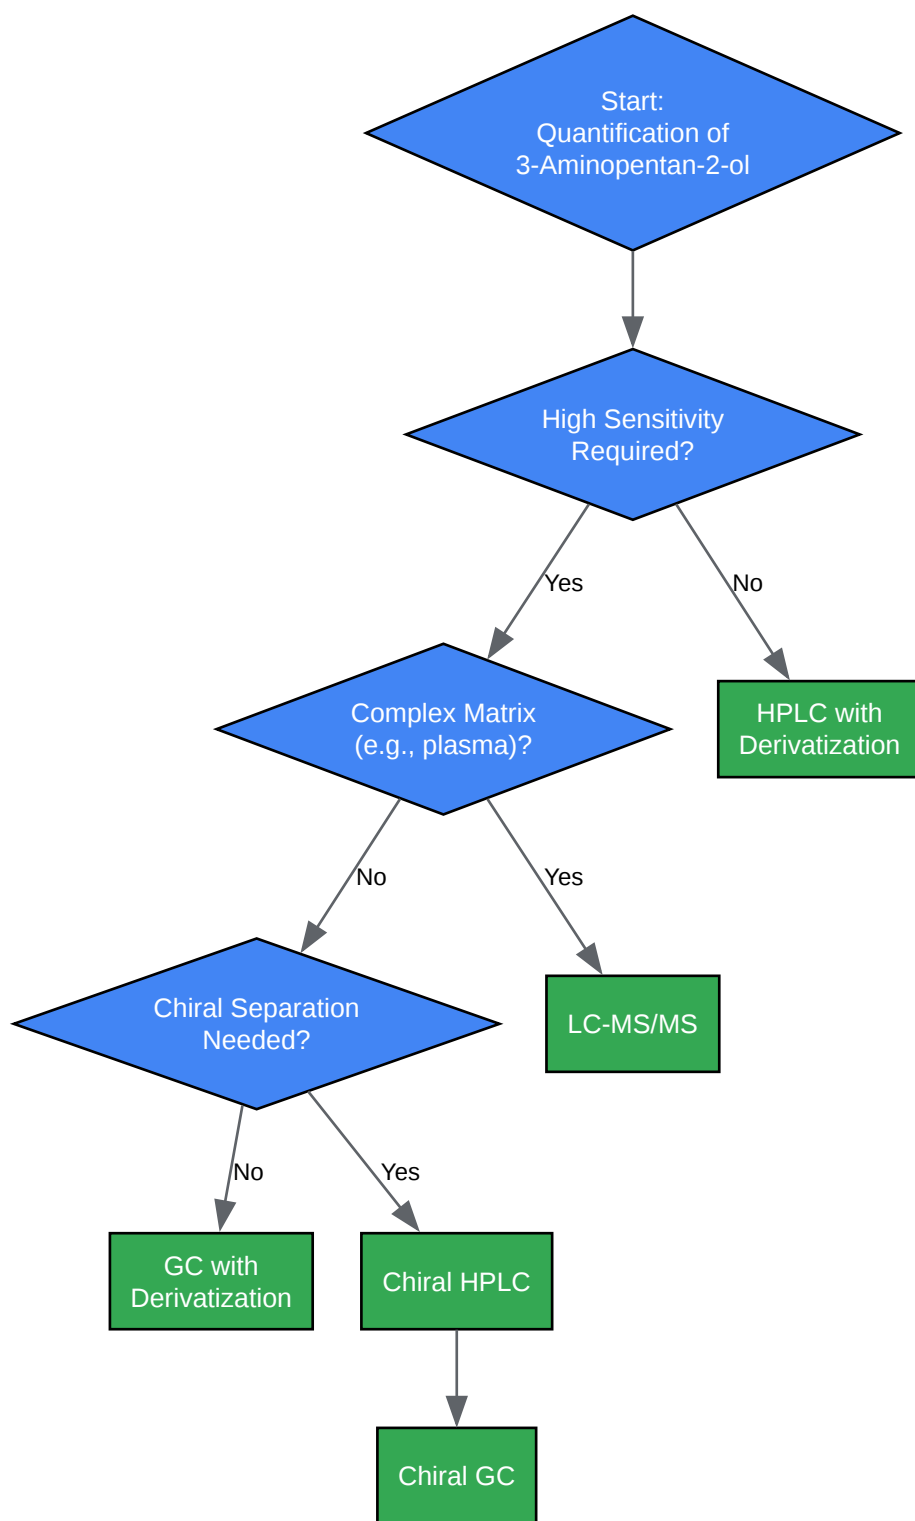 Start:
Quantification of
3-Aminopentan-2-ol
High Sensitivity
Required?
Yes
No
Complex Matrix
(e.g., plasma)?
HPLC with
Derivatization
No
Yes
Chiral Separation
Needed?
LC-MS/MS
No
Yes
GC with
Derivatization
Chiral HPLC
Chiral GC